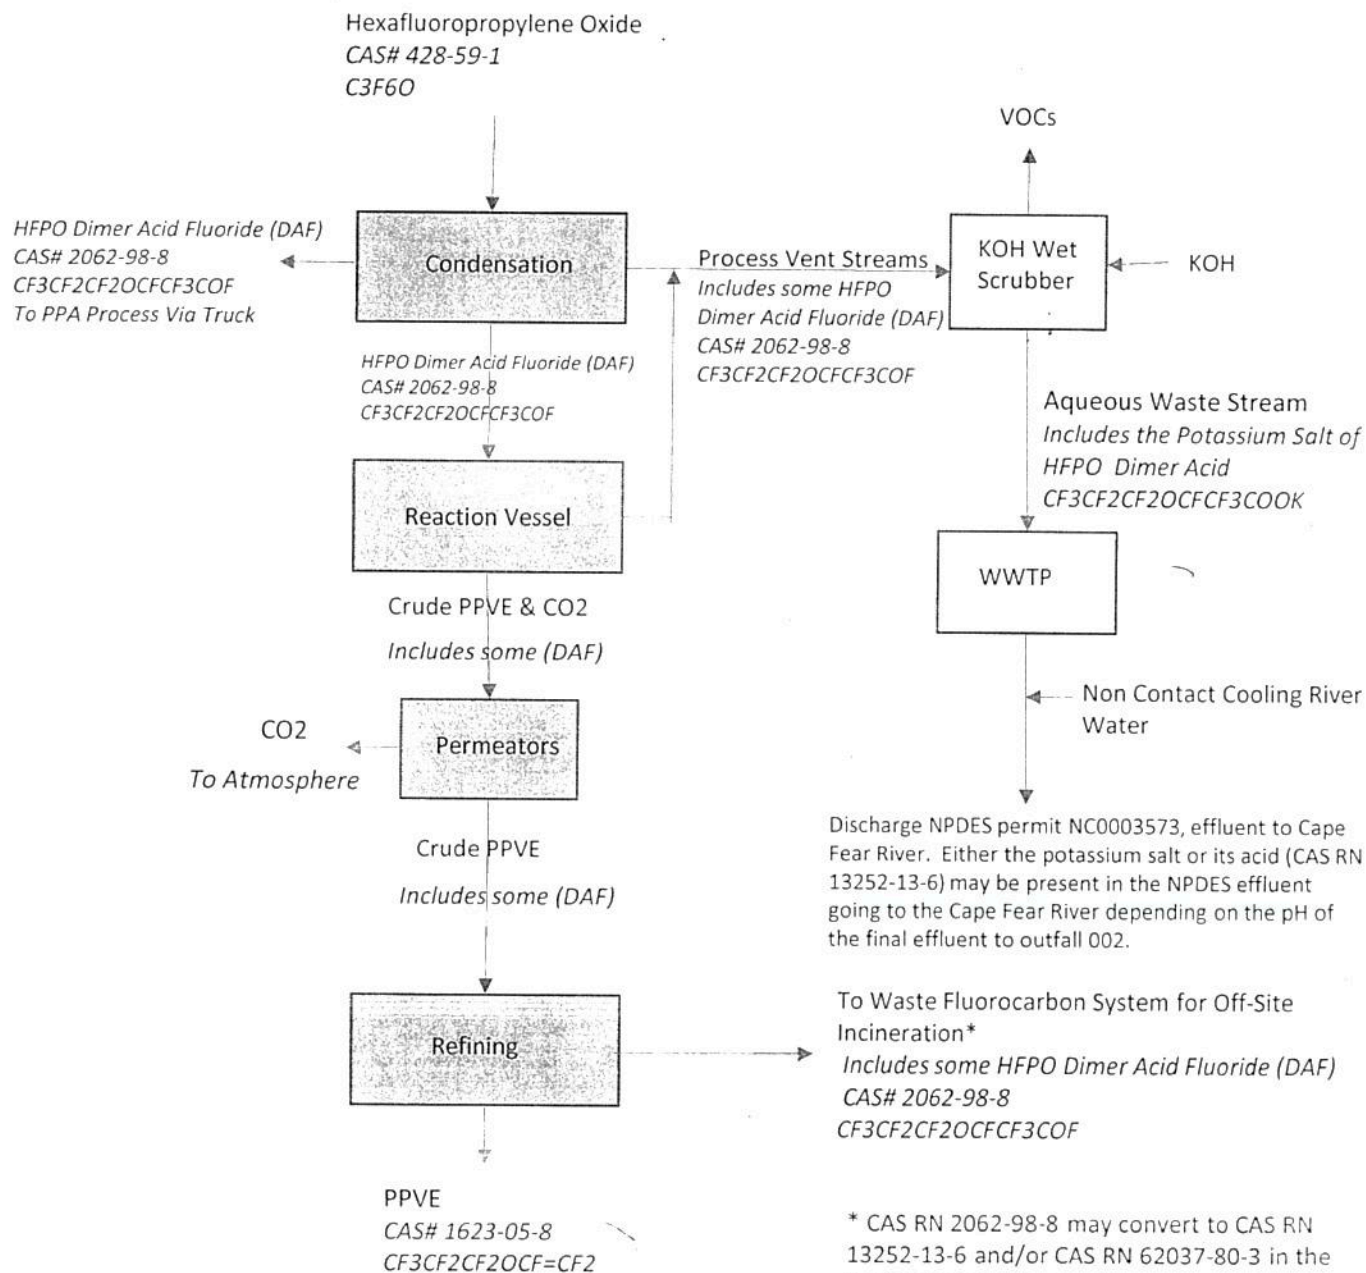 Hexafluoropropylene Oxide
CAS# 428-59-1
C3F6O
VOCs
HFPO Dimer Acid Fluoride (DAF)
CAS# 2062-98-8
CF3CF2CF2OCFCF3COF
To PPA Process Via Truck
Condensation
Process Vent Streams
Includes some HFPO
Dimer Acid Fluoride (DAF)
CAS# 2062-98-8
CF3CF2CF2OCFCF3COF
KOH Wet
Scrubber
KOH
HFPO Dimer Acid Fluoride (DAF)
CAS# 2062-98-8
CF3CF2CF2OCFCF3COF
Aqueous Waste Stream
Includes the Potassium Salt of
HFPO Dimer Acid
CF3CF2CF2OCFCF3COOK
Reaction Vessel
WWTP
Crude PPVE & CO2
Includes some (DAF)
Non Contact Cooling River
Water
CO2
To Atmosphere
Permeators
Crude PPVE
Includes some (DAF)
Discharge NPDES permit NC0003573, effluent to Cape
Fear River. Either the potassium salt or its acid (CAS RN
13252-13-6) may be present in the NPDES effluent
going to the Cape Fear River depending on the pH of
the final effluent to outfall 002.
Refining
To Waste Fluorocarbon System for Off-Site
Incineration*
Includes some HFPO Dimer Acid Fluoride (DAF)
CAS# 2062-98-8
CF3CF2CF2OCFCF3COF
PPVE
CAS# 1623-05-8
CF3CF2CF2OCF=CF2
* CAS RN 2062-98-8 may convert to CAS RN
13252-13-6 and/or CAS RN 62037-80-3 in the